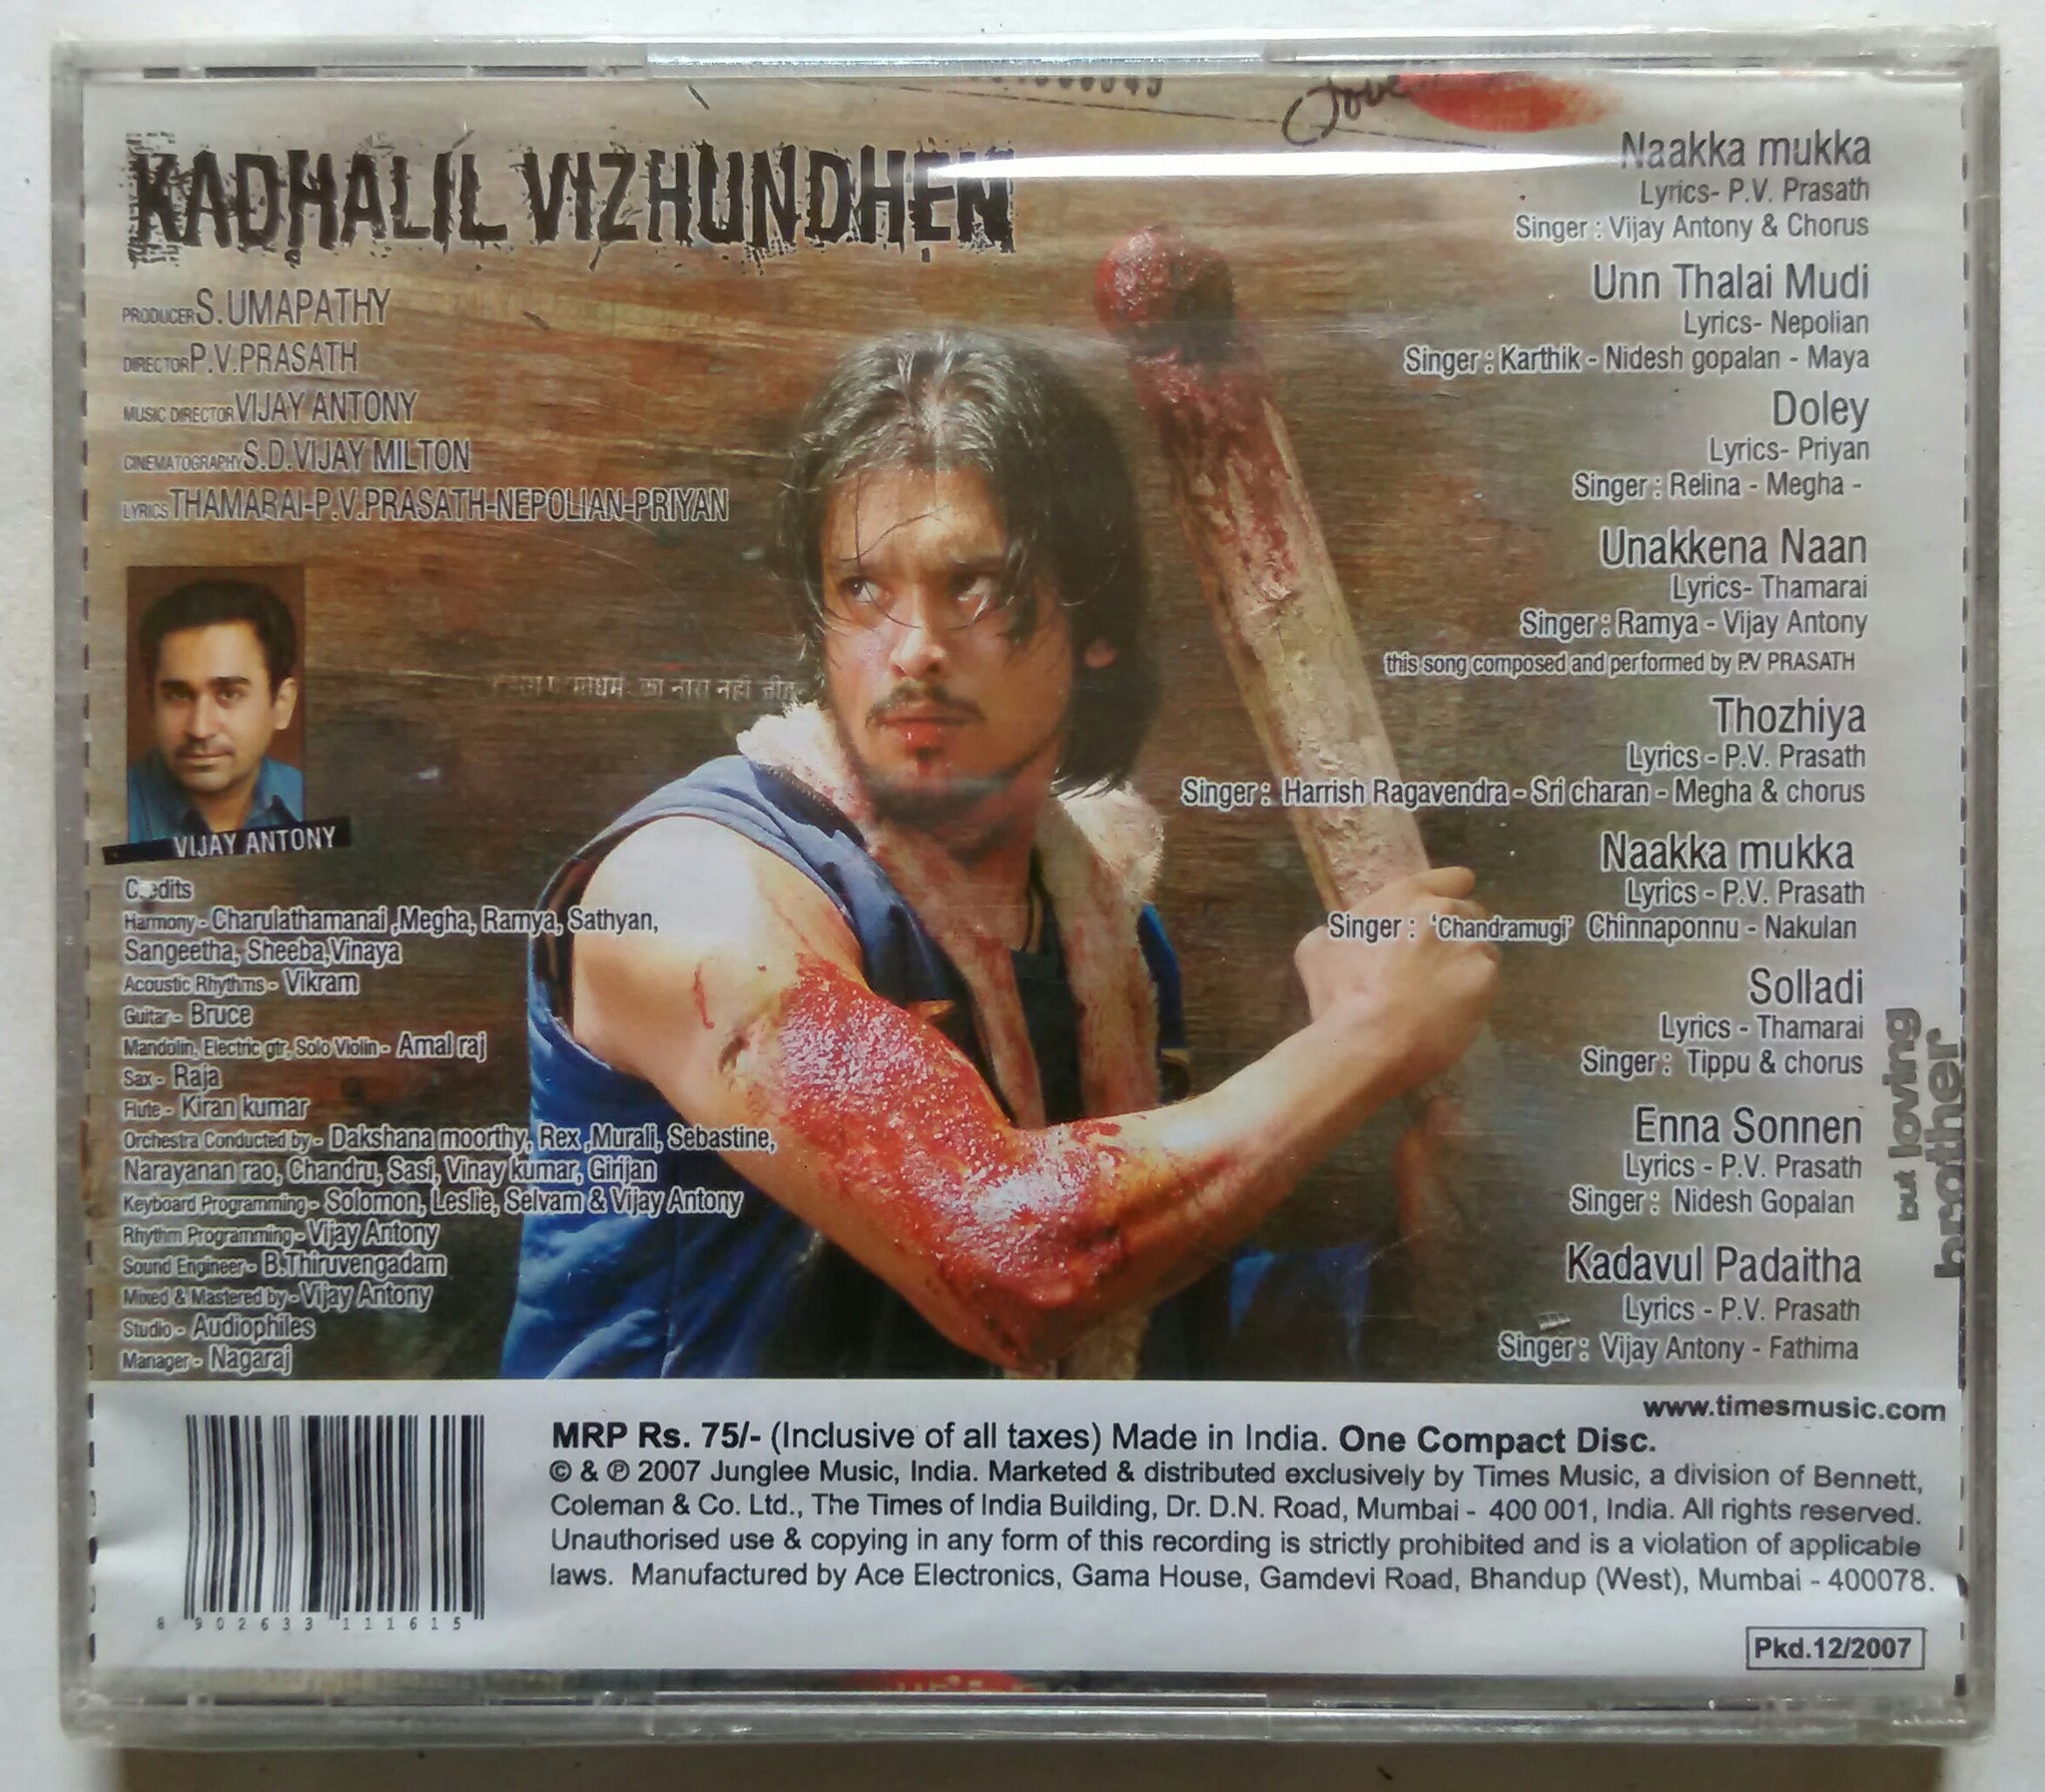 KADHALIL VIZHUNDHEN
PRODUCER S.UMAPATHY
DIRECTOR P.V.PRASATH
MUSIC DIRECTOR VIJAY ANTONY
CINEMATOGRAPHY S.D.VIJAY MILTON
LYRICS THAMARAI-P.V.PRASATH-NEPOLIAN-PRIYAN
VIJAY ANTONY
Credits
Harmony - Charulathamanai ,Megha, Ramya, Sathyan,
Sangeetha, Sheeba,Vinaya
Acoustic Rhythms - Vikram
Guitar - Bruce
Mandolin, Electric gtr, Solo Violin - Amal raj
Sax - Raja
Flute - Kiran kumar
Orchestra Conducted by - Dakshana moorthy, Rex ,Murali, Sebastine,
Narayanan rao, Chandru, Sasi, Vinay kumar, Girijan
Keyboard Programming - Solomon, Leslie, Selvam & Vijay Antony
Rhythm Programming - Vijay Antony
Sound Engineer - B.Thiruvengadam
Mixed & Mastered by - Vijay Antony
Studio - Audiophiles
Manager - Nagaraj
का नारा नही
Love
Naakka mukka
Lyrics- P.V. Prasath
Singer : Vijay Antony & Chorus
Unn Thalai Mudi
Lyrics- Nepolian
Singer : Karthik - Nidesh gopalan - Maya
Doley
Lyrics- Priyan
Singer : Relina - Megha -
Unakkena Naan
Lyrics- Thamarai
Singer : Ramya - Vijay Antony
this song composed and performed by PV PRASATH
Thozhiya
Lyrics - P.V. Prasath
Singer : Harrish Ragavendra - Sri charan - Megha & chorus
Naakka mukka
Lyrics - P.V. Prasath
Singer : 'Chandramugi' Chinnaponnu - Nakulan
Solladi
Lyrics - Thamarai
Singer : Tippu & chorus
Enna Sonnen
Lyrics - P.V. Prasath
Singer : Nidesh Gopalan
Kadavul Padaitha
Lyrics - P.V. Prasath
Singer : Vijay Antony - Fathima
but loving
brother
www.timesmusic.com
MRP Rs. 75/- (Inclusive of all taxes) Made in India. One Compact Disc.
© & ℗ 2007 Junglee Music, India. Marketed & distributed exclusively by Times Music, a division of Bennett,
Coleman & Co. Ltd., The Times of India Building, Dr. D.N. Road, Mumbai - 400 001, India. All rights reserved.
Unauthorised use & copying in any form of this recording is strictly prohibited and is a violation of applicable
laws. Manufactured by Ace Electronics, Gama House, Gamdevi Road, Bhandup (West), Mumbai - 400078.
8 902633 111615
Pkd.12/2007